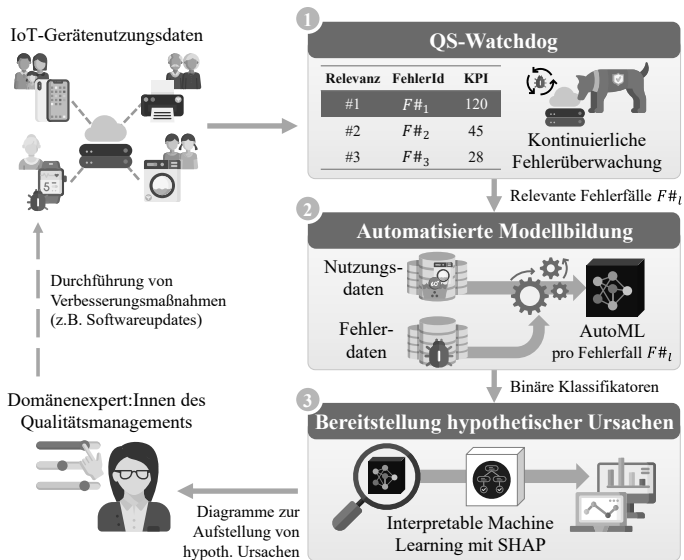 IoT-Gerätenutzungsdaten
1
QS-Watchdog
Relevanz FehlerId KPI
#1 F#₁ 120
#2 F#₂ 45
#3 F#₃ 28
Kontinuierliche
Fehlerüberwachung
Relevante Fehlerfälle F#ₗ
2
Automatisierte Modellbildung
Nutzungs-
daten
Fehler-
daten
AutoML
pro Fehlerfall F#ₗ
Binäre Klassifikatoren
3
Bereitstellung hypothetischer Ursachen
Interpretable Machine
Learning mit SHAP
Diagramme zur
Aufstellung von
hypoth. Ursachen
Domänenexpert:Innen des
Qualitätsmanagements
Durchführung von
Verbesserungsmaßnahmen
(z.B. Softwareupdates)
5